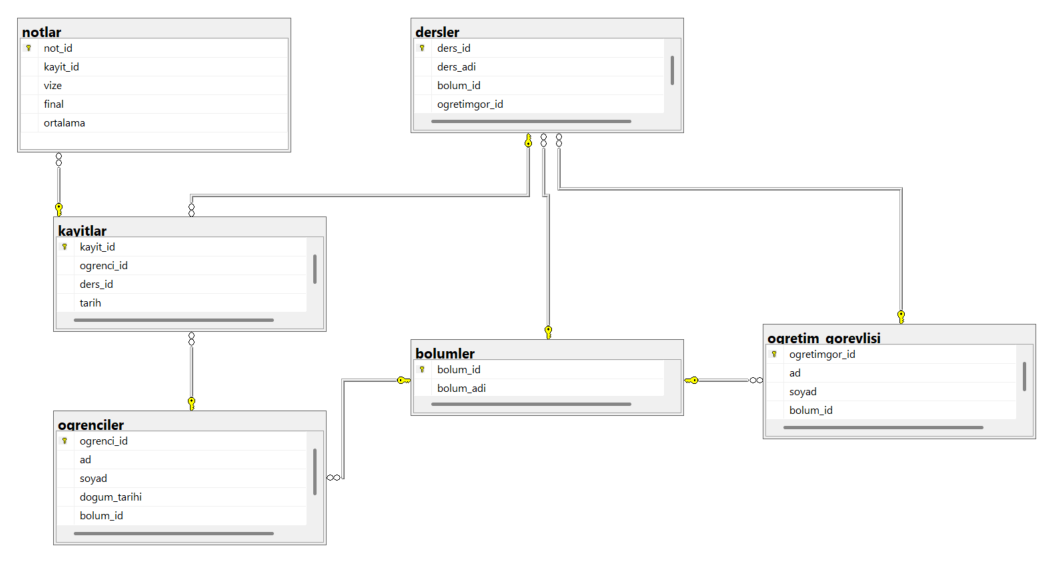 notlar
not_id
kayit_id
vize
final
ortalama
dersler
ders_id
ders_adi
bolum_id
ogretimgor_id
kayitlar
kayit_id
ogrenci_id
ders_id
tarih
bolumler
bolum_id
bolum_adi
ogretim_gorevlisi
ogretimgor_id
ad
soyad
bolum_id
ogrenciler
ogrenci_id
ad
soyad
dogum_tarihi
bolum_id